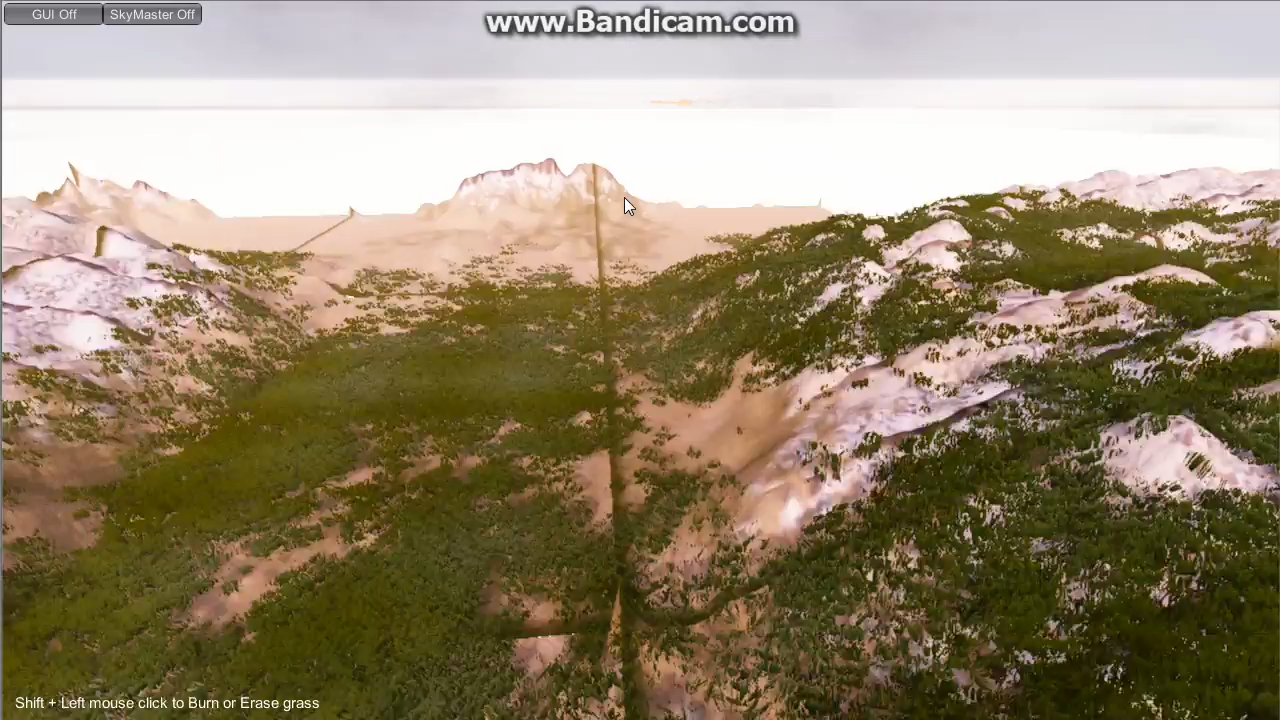 GUI Off
SkyMaster Off
www.Bandicam.com
Shift + Left mouse click to Burn or Erase grass